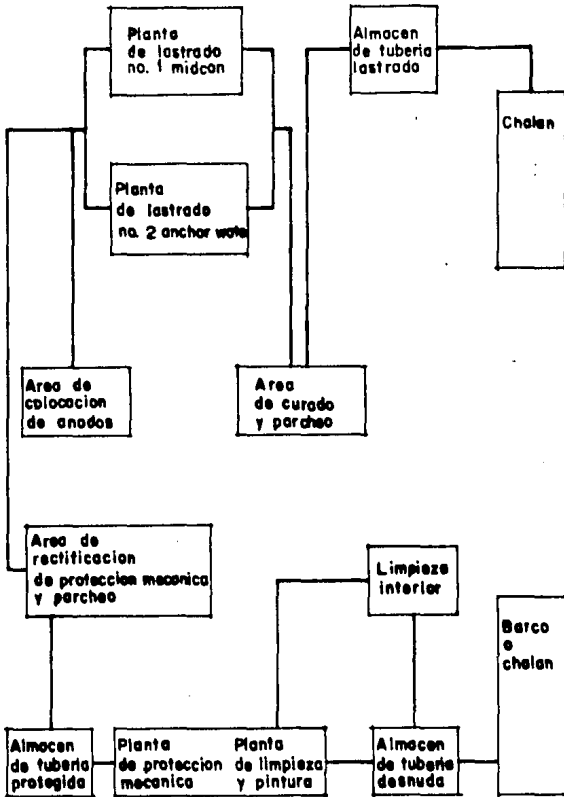 Planta
de lastrado
no. 1 midcon
Almacen
de tuberia
lastrado
Chalan
Planta
de lastrado
no. 2 anchor wate
Area de
colocacion
de anodos
Area
de curado
y parcheo
Area de
rectificacion
de proteccion mecanica
y parcheo
Limpieza
interior
Barco
o
chalan
Almacen
de tuberia
protegida
Planta
de proteccion
mecanica
Planta
de limpieza
y pintura
Almacen
de tuberia
desnuda